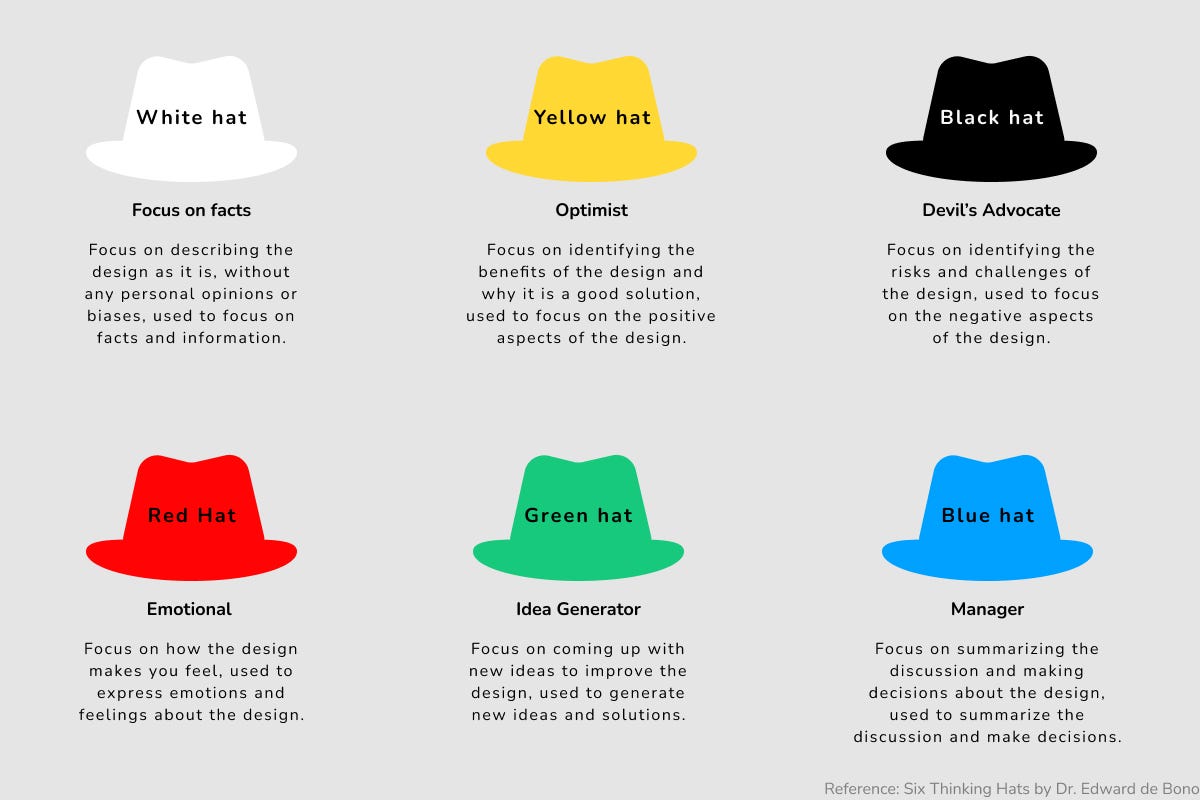 White hat
Focus on facts
Focus on describing the
design as it is, without
any personal opinions or
biases, used to focus on
facts and information.
Yellow hat
Optimist
Focus on identifying the
benefits of the design and
why it is a good solution,
used to focus on the positive
aspects of the design.
Black hat
Devil’s Advocate
Focus on identifying the
risks and challenges of
the design, used to focus
on the negative aspects
of the design.
Red Hat
Emotional
Focus on how the design
makes you feel, used to
express emotions and
feelings about the design.
Green hat
Idea Generator
Focus on coming up with
new ideas to improve the
design, used to generate
new ideas and solutions.
Blue hat
Manager
Focus on summarizing the
discussion and making
decisions about the design,
used to summarize the
discussion and make decisions.
Reference: Six Thinking Hats by Dr. Edward de Bono